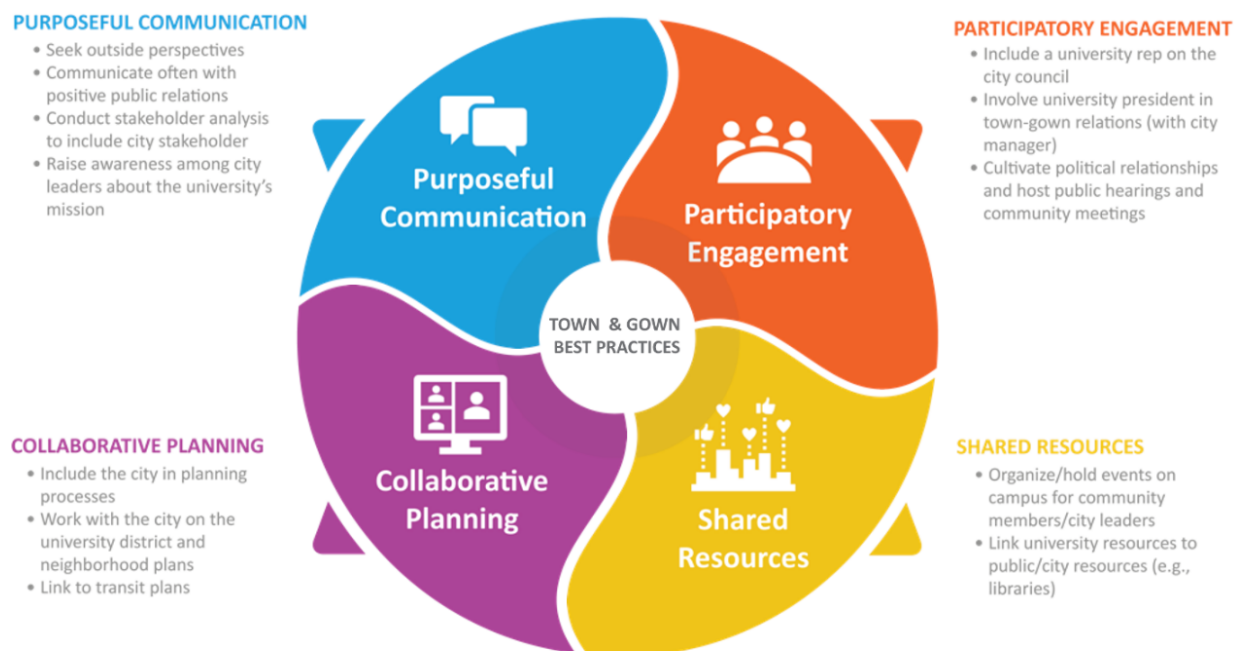 PURPOSEFUL COMMUNICATION
• Seek outside perspectives
• Communicate often with
positive public relations
• Conduct stakeholder analysis
to include city stakeholder
• Raise awareness among city
leaders about the university's
mission
PARTICIPATORY ENGAGEMENT
• Include a university rep on the
city council
• Involve university president in
town-gown relations (with city
manager)
• Cultivate political relationships
and host public hearings and
community meetings
Purposeful
Communication
Participatory
Engagement
TOWN & GOWN
BEST PRACTICES
Collaborative
Planning
Shared
Resources
COLLABORATIVE PLANNING
• Include the city in planning
processes
• Work with the city on the
university district and
neighborhood plans
• Link to transit plans
SHARED RESOURCES
• Organize/hold events on
campus for community
members/city leaders
• Link university resources to
public/city resources (e.g.,
libraries)